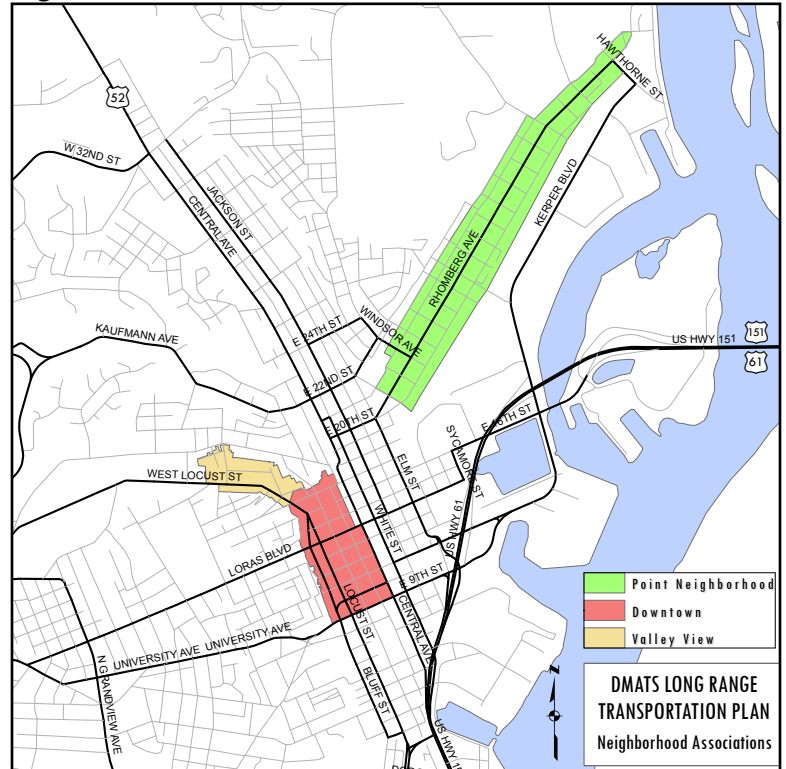 HAWTHORNE ST
52
W 32ND ST
JACKSON ST
CENTRAL AVE
KERPER BLVD
RHOMBERG AVE
KAUFMANN AVE
E 24TH ST
WINDSOR AVE
US HWY 151
151
61
E 22ND ST
E 20TH ST
E 16TH ST
SYCAMORE ST
ELM ST
WEST LOCUST ST
WHITE ST
US HWY 61
LORAS BLVD
E 9TH ST
LOCUST ST
CENTRAL AVE
UNIVERSITY AVE
UNIVERSITY AVE
N GRANDVIEW AVE
BLUFF ST
US HWY 15
Point Neighborhood
Downtown
Valley View
DMATS LONG RANGE
TRANSPORTATION PLAN
Neighborhood Associations